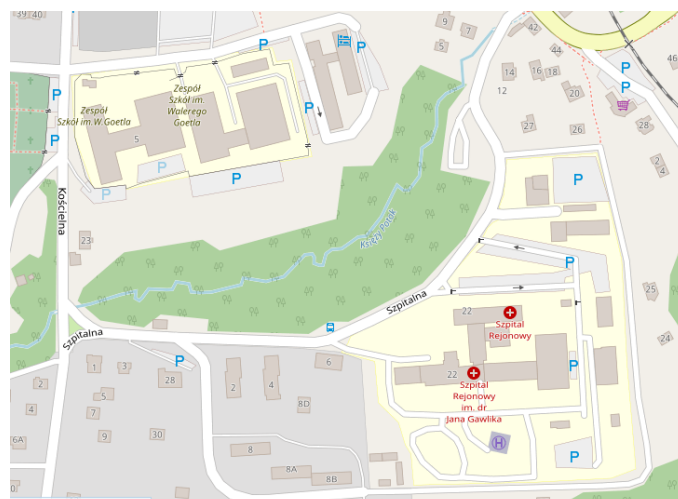 39
40
P
P
9
7
5
42
44
46
P
P
14
16
18
20
12
P
P
P
Zespół
Szkół im.W Goetla
Zespół
Szkół im.
Walerego
Goetla
5
27
26
28
2
4
P
P
P
P
Kościelna
23
Księży Potok
P
P
25
24
Szpitalna
Szpitalna
22
Szpital
Rejonowy
22
Szpital
Rejonowy
im. dr
Jana Gawlika
P
H
P
P
1
3
2
5
28
4
7
6A
9
30
2
4
6
8D
8
8A
8B